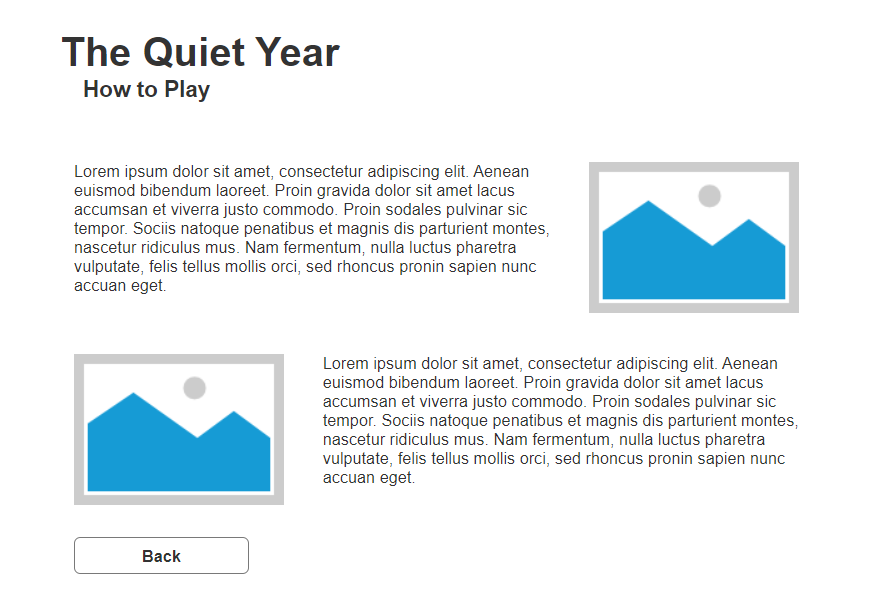 The Quiet Year
How to Play
Lorem ipsum dolor sit amet, consectetur adipiscing elit. Aenean
euismod bibendum laoreet. Proin gravida dolor sit amet lacus
accumsan et viverra justo commodo. Proin sodales pulvinar sic
tempor. Sociis natoque penatibus et magnis dis parturient montes,
nascetur ridiculus mus. Nam fermentum, nulla luctus pharetra
vulputate, felis tellus mollis orci, sed rhoncus pronin sapien nunc
accuan eget.
Lorem ipsum dolor sit amet, consectetur adipiscing elit. Aenean
euismod bibendum laoreet. Proin gravida dolor sit amet lacus
accumsan et viverra justo commodo. Proin sodales pulvinar sic
tempor. Sociis natoque penatibus et magnis dis parturient montes,
nascetur ridiculus mus. Nam fermentum, nulla luctus pharetra
vulputate, felis tellus mollis orci, sed rhoncus pronin sapien nunc
accuan eget.
Back